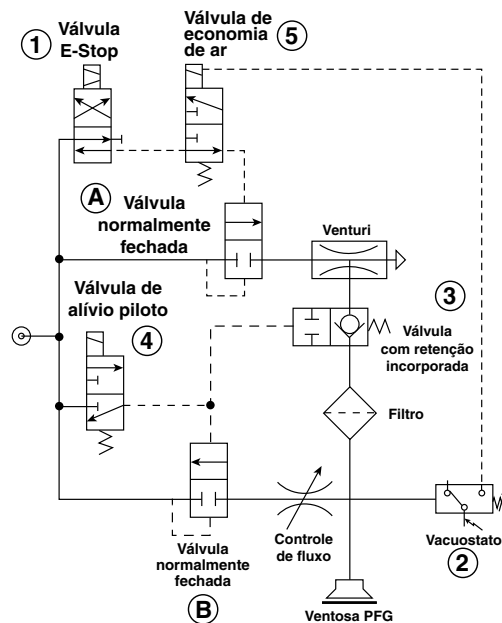 1
Válvula
E-Stop
Válvula de
economia
de ar
5
A
Válvula
normalmente
fechada
Venturi
Válvula de
alívio piloto
4
3
Válvula
com retenção
incorporada
Filtro
Válvula
normalmente
fechada
B
Controle
de fluxo
Vacuostato
2
Ventosa PFG